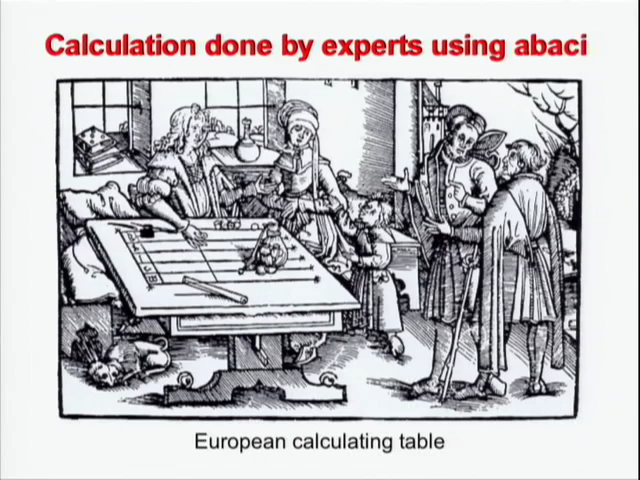 Calculation done by experts using abaci
European calculating table